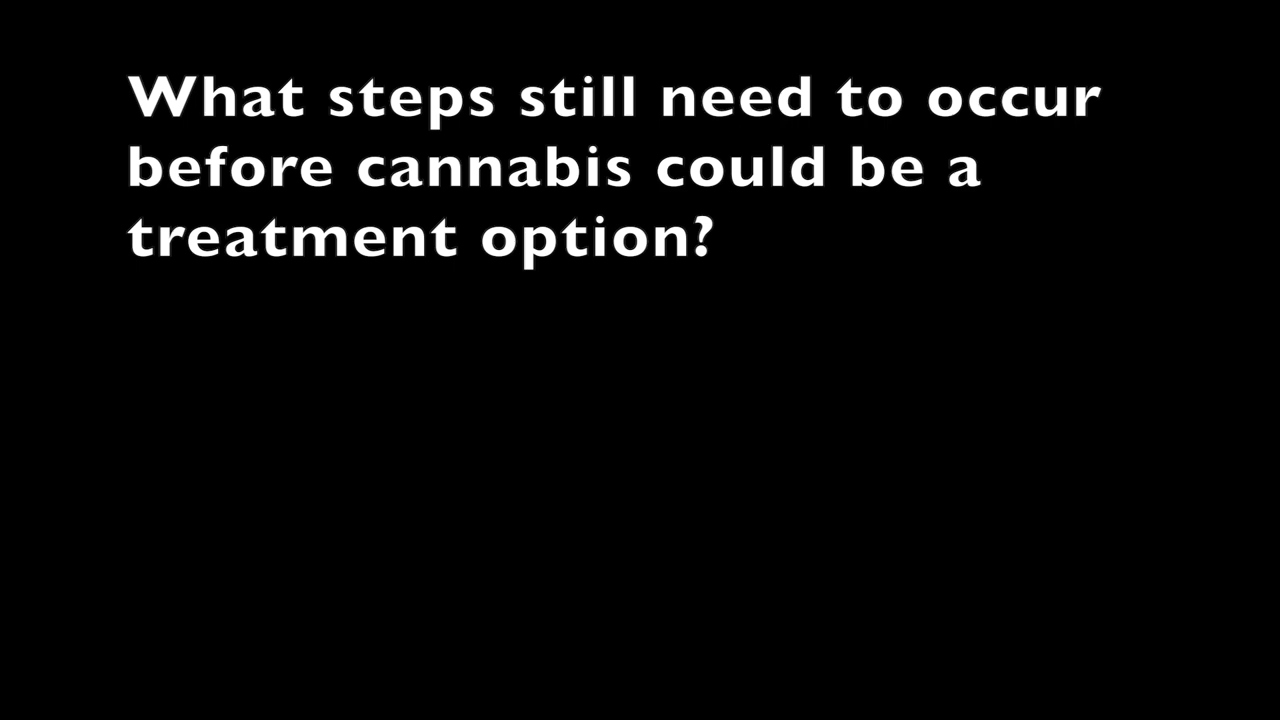 What steps still need to occur
before cannabis could be a
treatment option?